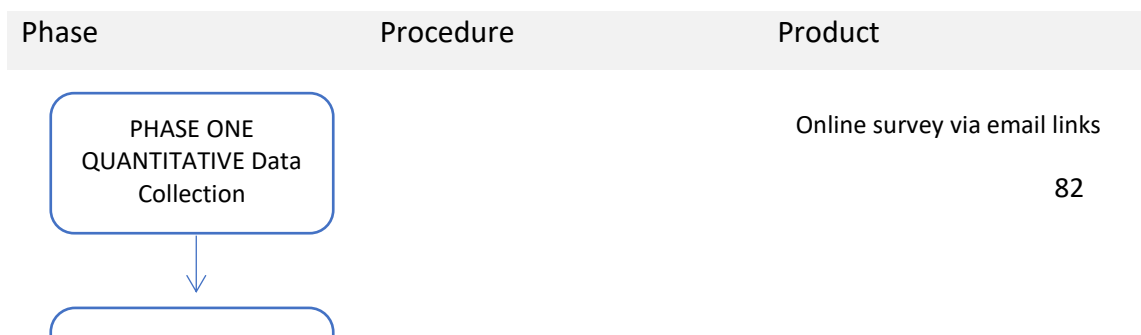 Phase Procedure Product
PHASE ONE
QUANTITATIVE Data
Collection
Online survey via email links
82